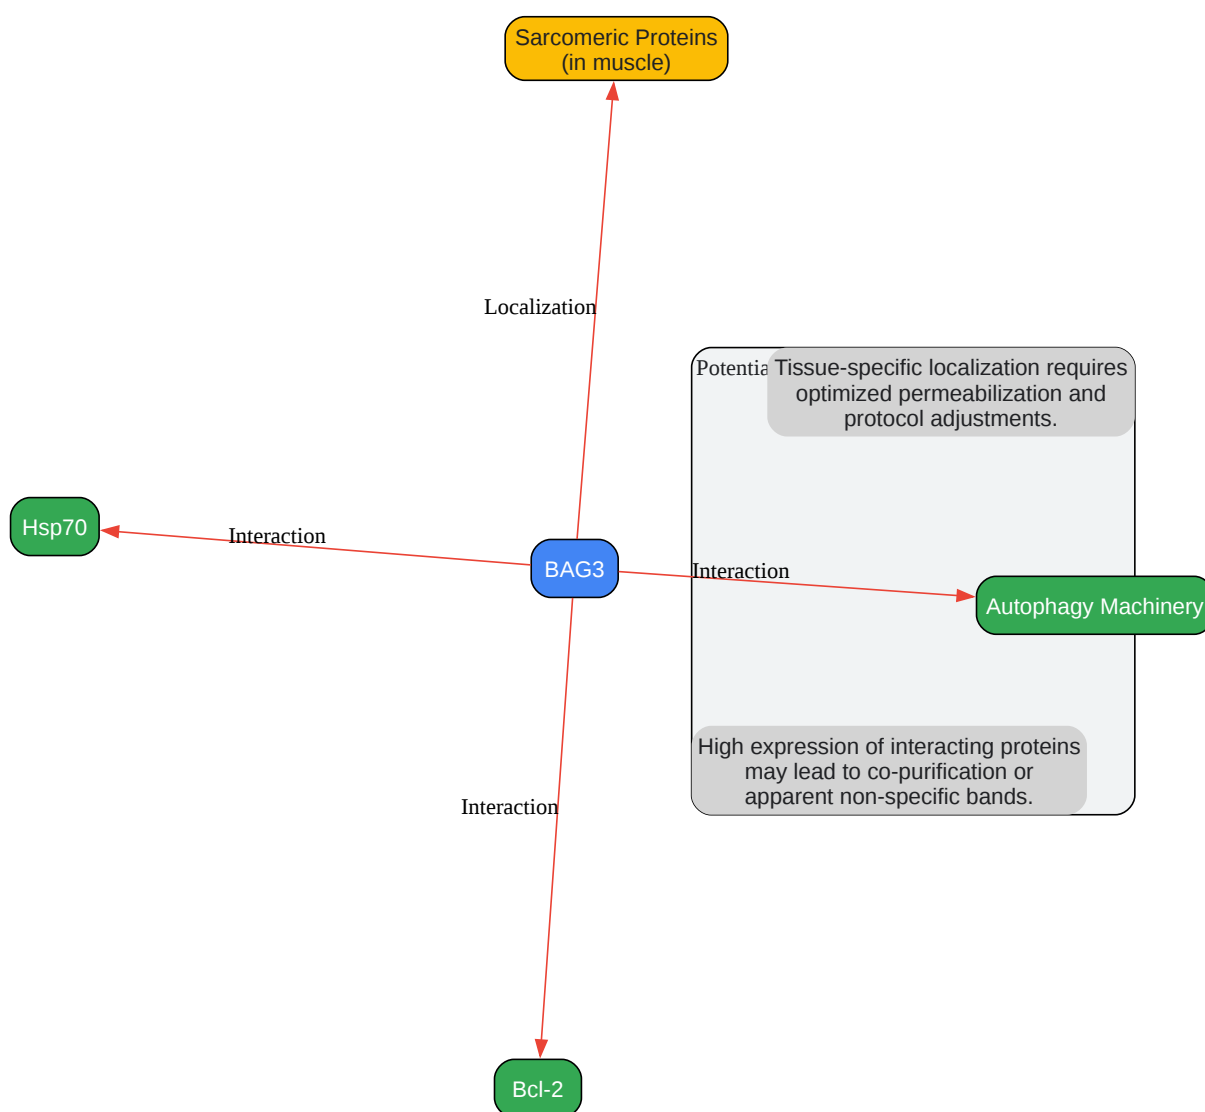 Sarcomeric Proteins
(in muscle)
Localization
Tissue-specific localization requires
optimized permeabilization and
protocol adjustments.
Hsp70
Interaction
BAG3
Interaction
Autophagy Machinery
High expression of interacting proteins
may lead to co-purification or
apparent non-specific bands.
Interaction
Bcl-2